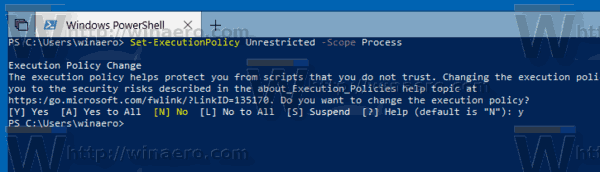 Windows PowerShell
PS C:\Users\winaero> Set-ExecutionPolicy Unrestricted -Scope Process
Execution Policy Change
The execution policy helps protect you from scripts that you do not trust. Changing the execution poli
you to the security risks described in the about_Execution_Policies help topic at
https:/go.microsoft.com/fwlink/?LinkID=135170. Do you want to change the execution policy?
[Y] Yes [A] Yes to All [N] No [L] No to All [S] Suspend [?] Help (default is "N"): y
PS C:\Users\winaero>
W http://winaero.com